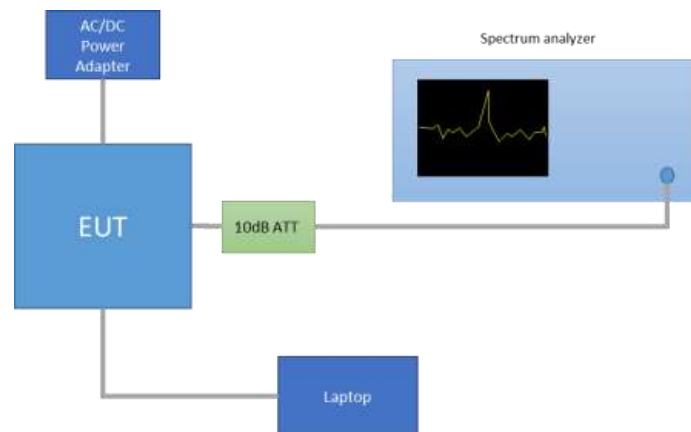 AC/DC
Power
Adapter
Spectrum analyzer
EUT
10dB ATT
Laptop